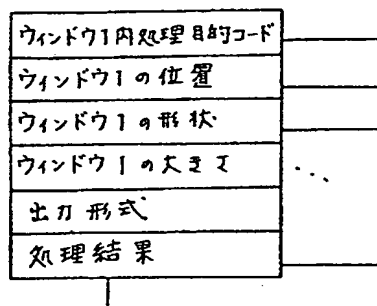 ウィンドウ1内処理目的コード
ウィンドウ1の位置
ウィンドウ1の形状
ウィンドウ1の大きさ
出力形式
処理結果